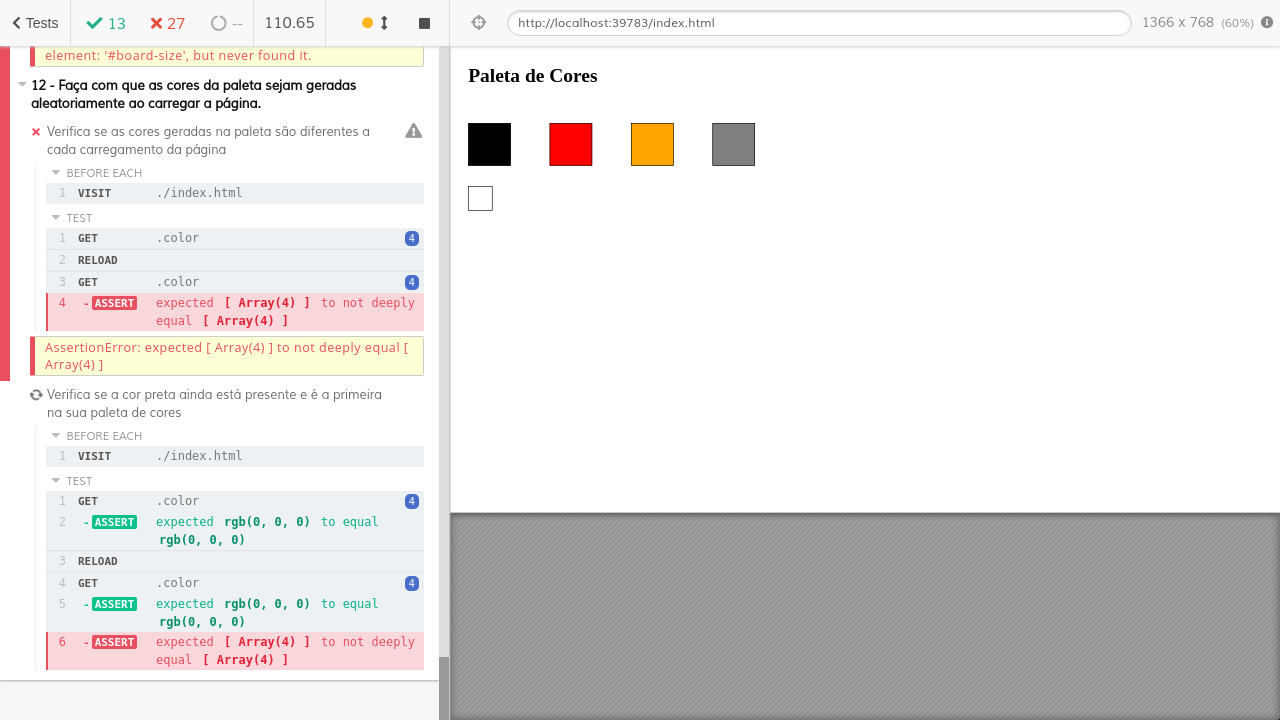 Tests
13
27
--
110.65
http://localhost:39783/index.html
1366 x 768 (60%)
element: '#board-size', but never found it.
12 - Faça com que as cores da paleta sejam geradas
aleatoriamente ao carregar a página.
Verifica se as cores geradas na paleta são diferentes a
cada carregamento da página
BEFORE EACH
1 VISIT ./index.html
TEST
1 GET .color 4
2 RELOAD
3 GET .color 4
4 -ASSERT expected [ Array(4) ] to not deeply
equal [ Array(4) ]
AssertionError: expected [ Array(4) ] to not deeply equal [
Array(4) ]
Verifica se a cor preta ainda está presente e é a primeira
na sua paleta de cores
BEFORE EACH
1 VISIT ./index.html
TEST
1 GET .color 4
2 -ASSERT expected rgb(0, 0, 0) to equal
rgb(0, 0, 0)
3 RELOAD
4 GET .color 4
5 -ASSERT expected rgb(0, 0, 0) to equal
rgb(0, 0, 0)
6 -ASSERT expected [ Array(4) ] to not deeply
equal [ Array(4) ]
Paleta de Cores